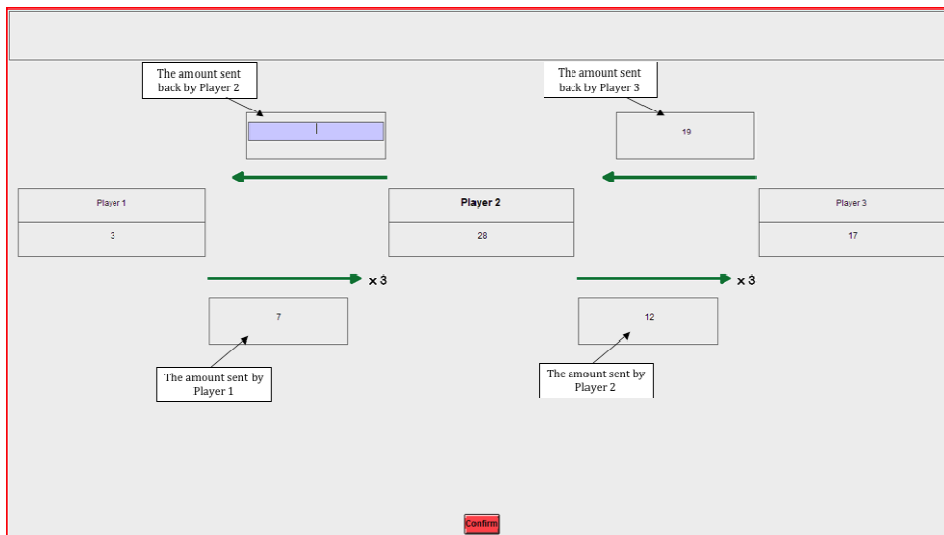 The amount sent
back by Player 2
The amount sent
back by Player 3
19
Player 1
3
Player 2
28
Player 3
17
x 3
x 3
7
12
The amount sent by
Player 1
The amount sent by
Player 2
Confirm